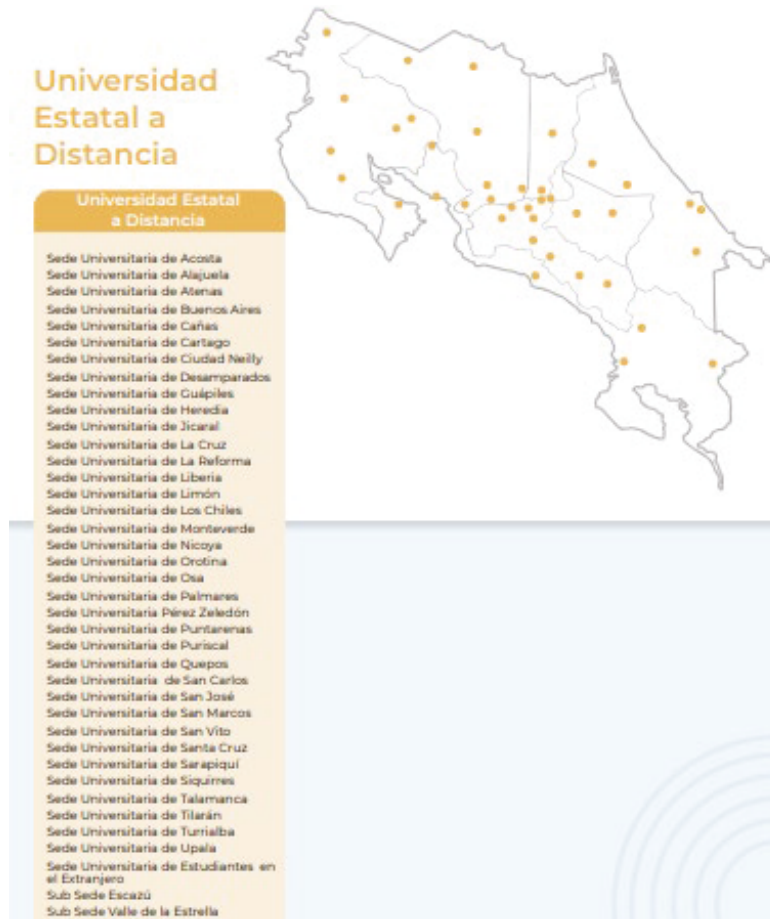 Universidad
Estatal a
Distancia
Universidad Estatal
a Distancia
Sede Universitaria de Acosta
Sede Universitaria de Alajuela
Sede Universitaria de Atenas
Sede Universitaria de Buenos Aires
Sede Universitaria de Cañas
Sede Universitaria de Cartago
Sede Universitaria de Ciudad Neilly
Sede Universitaria de Desamparados
Sede Universitaria de Guápiles
Sede Universitaria de Heredia
Sede Universitaria de Jicaral
Sede Universitaria de La Cruz
Sede Universitaria de La Reforma
Sede Universitaria de Liberia
Sede Universitaria de Limón
Sede Universitaria de Los Chiles
Sede Universitaria de Monteverde
Sede Universitaria de Nicoya
Sede Universitaria de Orotina
Sede Universitaria de Osa
Sede Universitaria de Palmares
Sede Universitaria Pérez Zeledón
Sede Universitaria de Puntarenas
Sede Universitaria de Puriscal
Sede Universitaria de Quepos
Sede Universitaria de San Carlos
Sede Universitaria de San José
Sede Universitaria de San Marcos
Sede Universitaria de San Vito
Sede Universitaria de Santa Cruz
Sede Universitaria de Sarapiquí
Sede Universitaria de Siquirres
Sede Universitaria de Talamanca
Sede Universitaria de Tilarán
Sede Universitaria de Turrialba
Sede Universitaria de Upala
Sede Universitaria de Estudiantes en
el Extranjero
Sub Sede Escazú
Sub Sede Valle de la Estrella